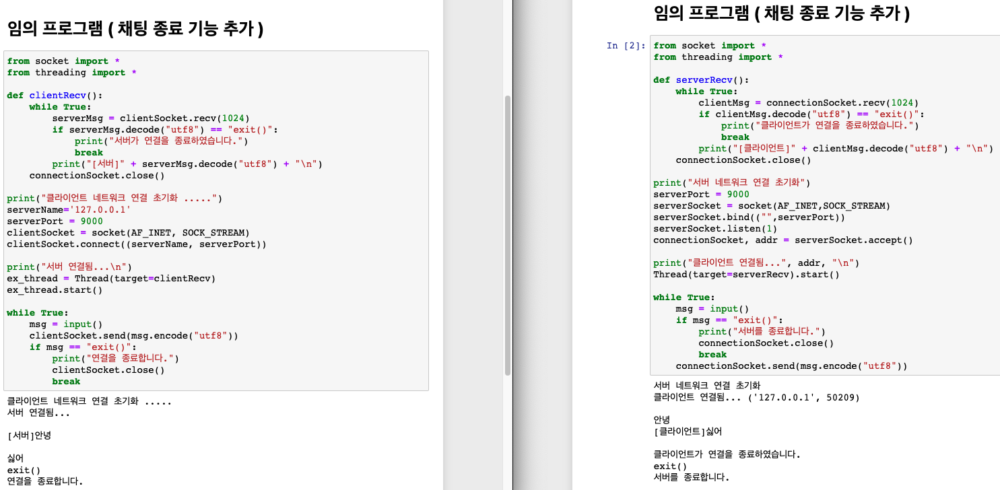 임의 프로그램 ( 채팅 종료 기능 추가 )
from socket import *
from threading import *
def clientRecv():
    while True:
        serverMsg = clientSocket.recv(1024)
        if serverMsg.decode("utf8") == "exit()":
            print("서버가 연결을 종료하였습니다.")
            break
        print("[서버]" + serverMsg.decode("utf8") + "\n")
    connectionSocket.close()
print("클라이언트 네트워크 연결 초기화 .....")
serverName='127.0.0.1'
serverPort = 9000
clientSocket = socket(AF_INET, SOCK_STREAM)
clientSocket.connect((serverName, serverPort))
print("서버 연결됨...\n")
ex_thread = Thread(target=clientRecv)
ex_thread.start()
while True:
    msg = input()
    clientSocket.send(msg.encode("utf8"))
    if msg == "exit()":
        print("연결을 종료합니다.")
        clientSocket.close()
        break
클라이언트 네트워크 연결 초기화 .....
서버 연결됨...
[서버]안녕
싫어
exit()
연결을 종료합니다.
임의 프로그램 ( 채팅 종료 기능 추가 )
In [2]:
from socket import *
from threading import *
def serverRecv():
    while True:
        clientMsg = connectionSocket.recv(1024)
        if clientMsg.decode("utf8") == "exit()":
            print("클라이언트가 연결을 종료하였습니다.")
            break
        print("[클라이언트]" + clientMsg.decode("utf8") + "\n")
    connectionSocket.close()
print("서버 네트워크 연결 초기화")
serverPort = 9000
serverSocket = socket(AF_INET,SOCK_STREAM)
serverSocket.bind(("",serverPort))
serverSocket.listen(1)
connectionSocket, addr = serverSocket.accept()
print("클라이언트 연결됨...", addr, "\n")
Thread(target=serverRecv).start()
while True:
    msg = input()
    if msg == "exit()":
        print("서버를 종료합니다.")
        connectionSocket.close()
        break
    connectionSocket.send(msg.encode("utf8"))
서버 네트워크 연결 초기화
클라이언트 연결됨... ('127.0.0.1', 50209)
안녕
[클라이언트]싫어
클라이언트가 연결을 종료하였습니다.
exit()
서버를 종료합니다.